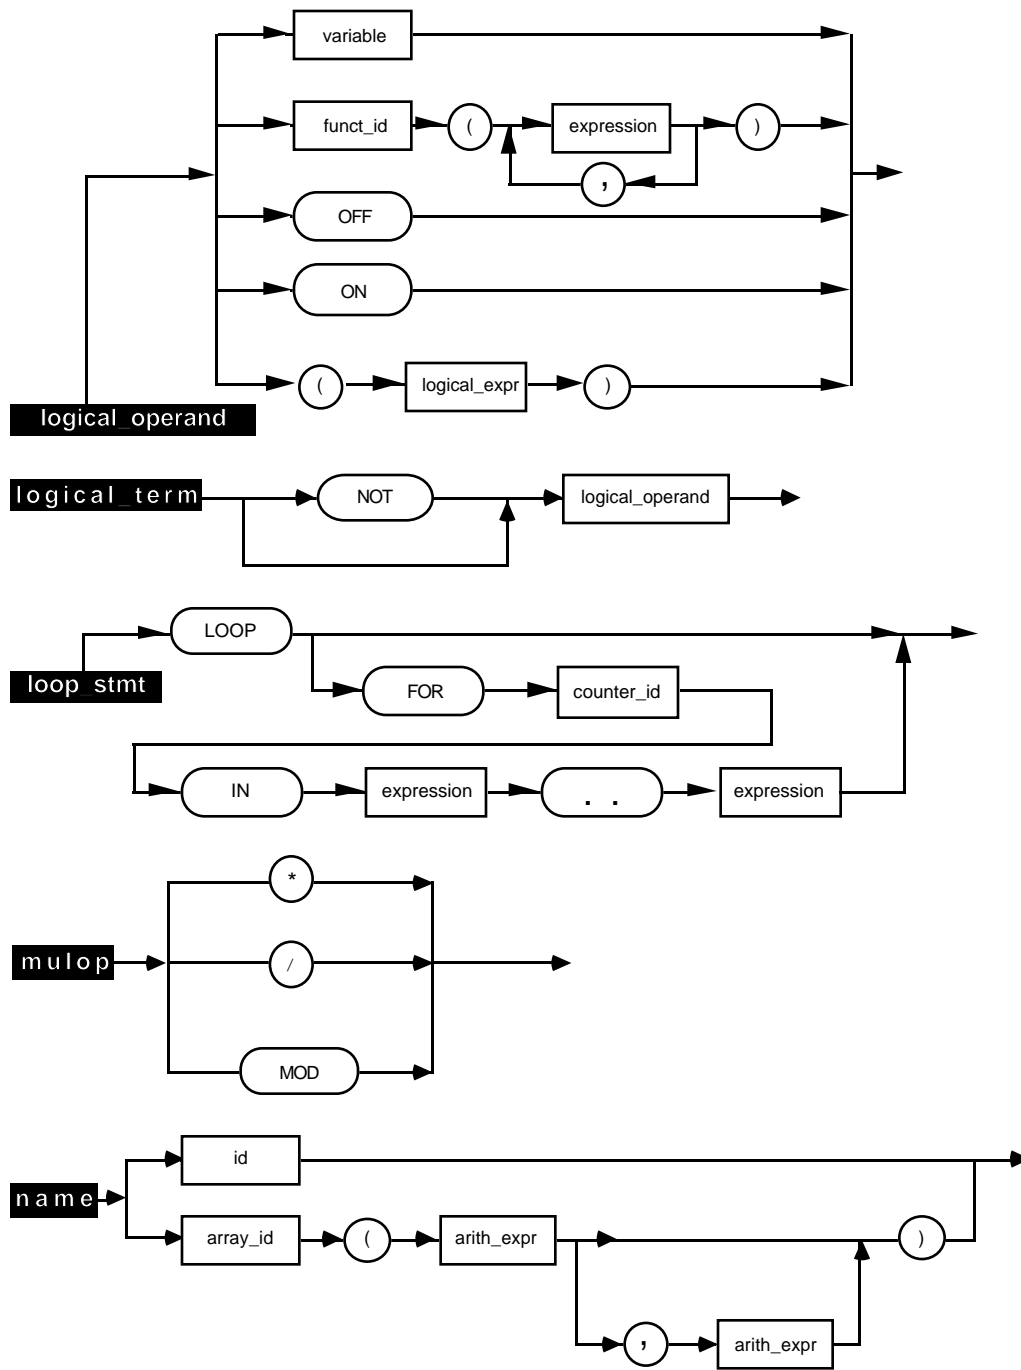 variable
funct_id ( expression )
,
OFF
ON
( logical_expr )
logical_operand
logical_term NOT logical_operand
LOOP
loop_stmt FOR counter_id
IN expression . . expression
*
mulop /
MOD
id
name
array_id ( arith_expr )
, arith_expr